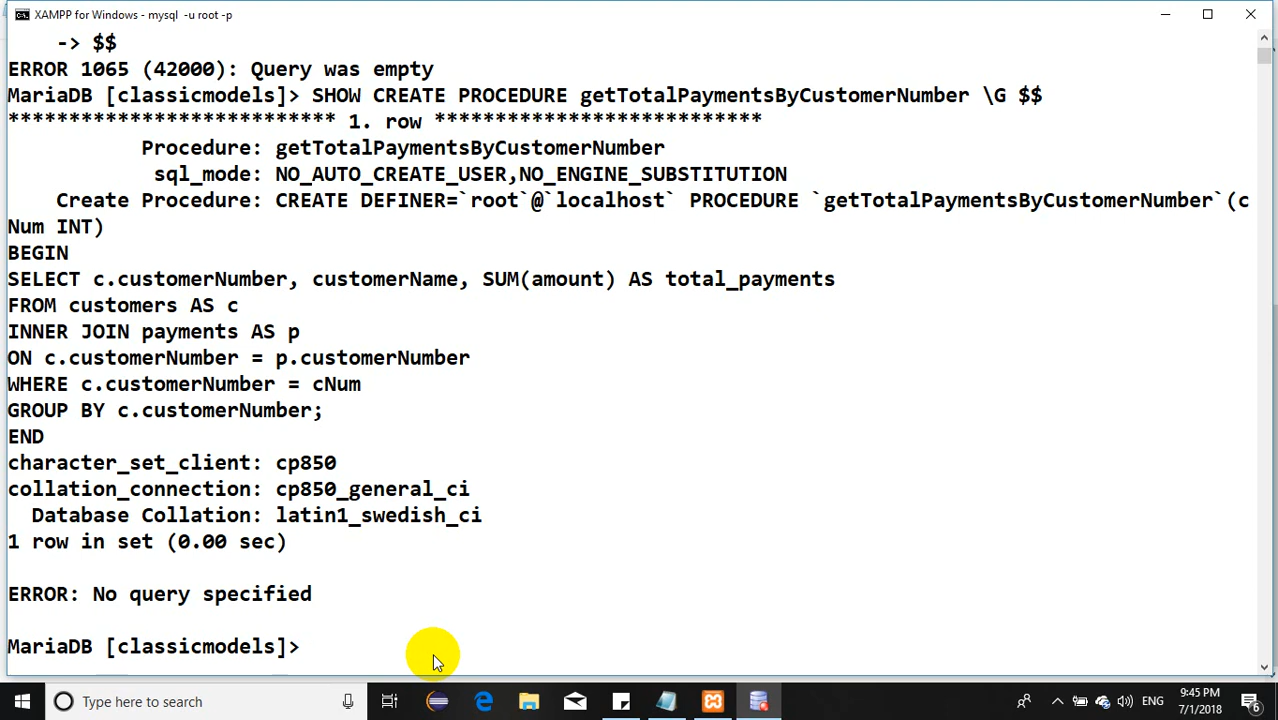 XAMPP for Windows - mysql -u root -p
-> $$
ERROR 1065 (42000): Query was empty
MariaDB [classicmodels]> SHOW CREATE PROCEDURE getTotalPaymentsByCustomerNumber \G $$
*************************** 1. row ***************************
Procedure: getTotalPaymentsByCustomerNumber
sql_mode: NO_AUTO_CREATE_USER,NO_ENGINE_SUBSTITUTION
Create Procedure: CREATE DEFINER=`root`@`localhost` PROCEDURE `getTotalPaymentsByCustomerNumber`(c
Num INT)
BEGIN
SELECT c.customerNumber, customerName, SUM(amount) AS total_payments
FROM customers AS c
INNER JOIN payments AS p
ON c.customerNumber = p.customerNumber
WHERE c.customerNumber = cNum
GROUP BY c.customerNumber;
END
character_set_client: cp850
collation_connection: cp850_general_ci
Database Collation: latin1_swedish_ci
1 row in set (0.00 sec)
ERROR: No query specified
MariaDB [classicmodels]>
Type here to search
ENG
9:45 PM
7/1/2018
6